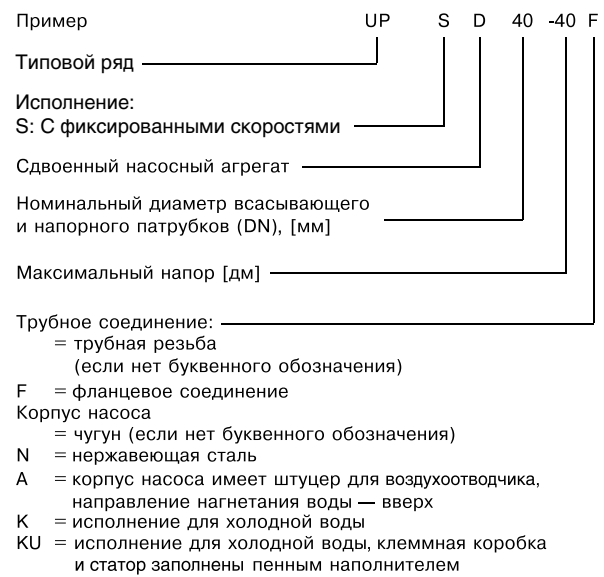 Пример UP S D 40 -40 F
Типовой ряд
Исполнение:
S: С фиксированными скоростями
Сдвоенный насосный агрегат
Номинальный диаметр всасывающего
и напорного патрубков (DN), [мм]
Максимальный напор [дм]
Трубное соединение:
= трубная резьба
(если нет буквенного обозначения)
F = фланцевое соединение
Корпус насоса
= чугун (если нет буквенного обозначения)
N = нержавеющая сталь
A = корпус насоса имеет штуцер для воздухоотводчика,
направление нагнетания воды — вверх
K = исполнение для холодной воды
KU = исполнение для холодной воды, клеммная коробка
и статор заполнены пенным наполнителем